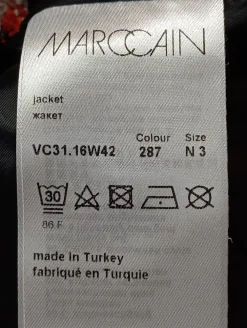 MARCCAIN
jacket
жакет
Colour Size
VC31.16W42 287 N 3
30
86 F
made in Turkey
fabriqué en Turquie